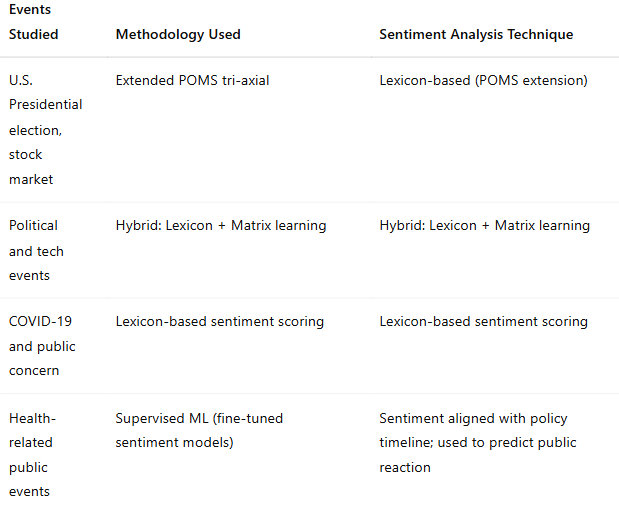 Events
Studied
Methodology Used
Sentiment Analysis Technique
U.S.
Presidential
election,
stock
market
Extended POMS tri-axial
Lexicon-based (POMS extension)
Political
and tech
events
Hybrid: Lexicon + Matrix learning
Hybrid: Lexicon + Matrix learning
COVID-19
and public
concern
Lexicon-based sentiment scoring
Lexicon-based sentiment scoring
Health-
related
public
events
Supervised ML (fine-tuned
sentiment models)
Sentiment aligned with policy
timeline; used to predict public
reaction